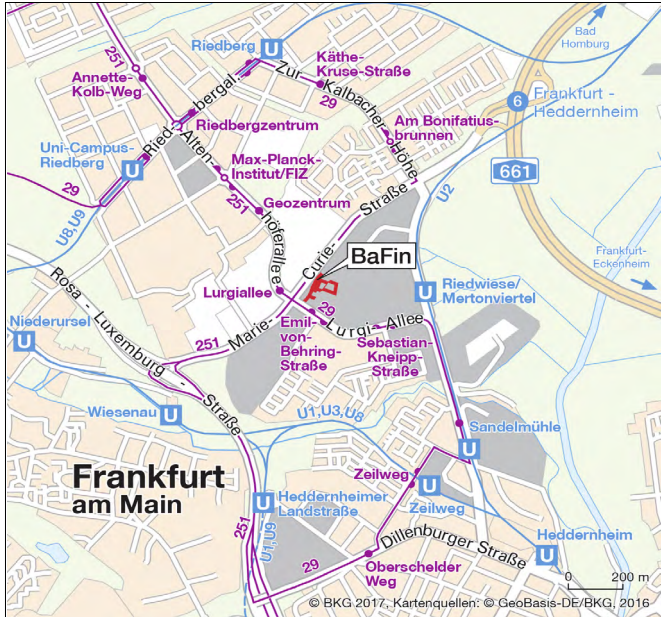 Bad
Homburg
Riedberg
U
251
Annette-
Kolb-Weg
Käthe-
Kruse-Straße
29
Zur
Kalbacher
Höhe
Riedbergal.
Riedbergzentrum
6
Frankfurt -
Heddernheim
Am Bonifatius-
brunnen
Uni-Campus-
Riedberg
U
Altenhöferallee
Max-Planck-
Institut/FIZ
251
661
29
U8,U9
Geozentrum
U2
Marie-Curie-Straße
BaFin
Frankfurt-
Eckenheim
Rosa - Luxemburg - Straße
Lurgiallee
U
Riedwiese/
Mertonviertel
29
Lurgi-Allee
Niederursel
U
251
Emil-
von-
Behring-
Straße
Sebastian-
Kneipp-
Straße
Wiesenau
U
U1,U3,U8
Sandelmühle
U
Frankfurt
am Main
Zeilweg
U
Zeilweg
U
Heddernheimer
Landstraße
251
U1,U9
29
Dillenburger Straße
Heddernheim
U
Oberschelder
Weg
0 200 m
© BKG 2017, Kartenquellen: © GeoBasis-DE/BKG, 2016